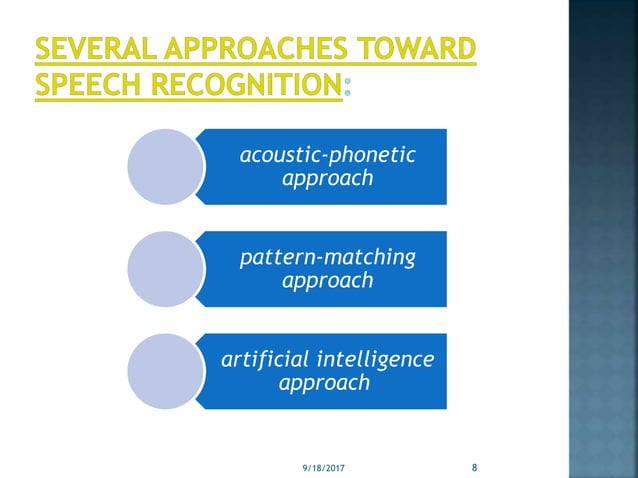 SEVERAL APPROACHES TOWARD
SPEECH RECOGNITION:
acoustic-phonetic
approach
pattern-matching
approach
artificial intelligence
approach
9/18/2017
8